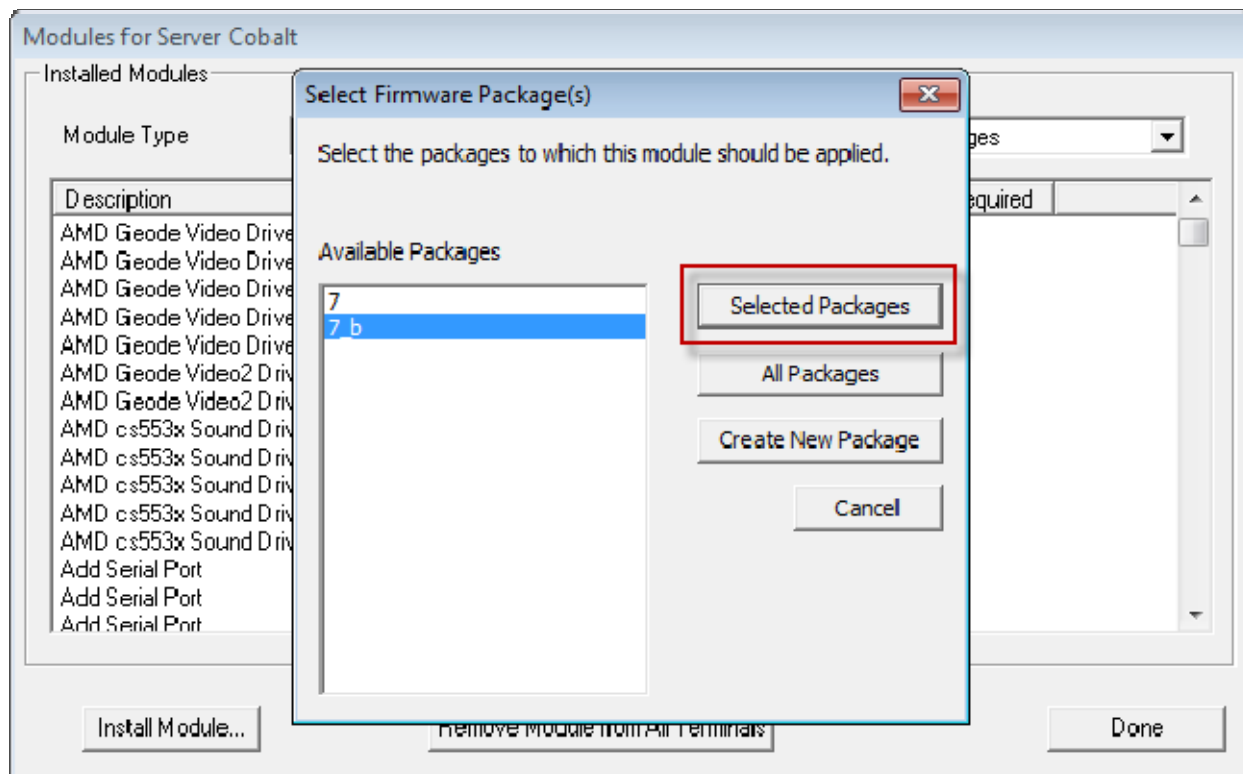 Modules for Server Cobalt
Installed Modules
Module Type
Description
AMD Geode Video Drive
AMD Geode Video Drive
AMD Geode Video Drive
AMD Geode Video Drive
AMD Geode Video Drive
AMD Geode Video2 Driv
AMD Geode Video2 Driv
AMD cs553x Sound Driv
AMD cs553x Sound Driv
AMD cs553x Sound Driv
AMD cs553x Sound Driv
AMD cs553x Sound Driv
Add Serial Port
Add Serial Port
Add Serial Port
Select Firmware Package(s)
Select the packages to which this module should be applied.
Available Packages
7
7_b
Selected Packages
All Packages
Create New Package
Cancel
ges
equired
Install Module...
Remove Module from All Terminals
Done